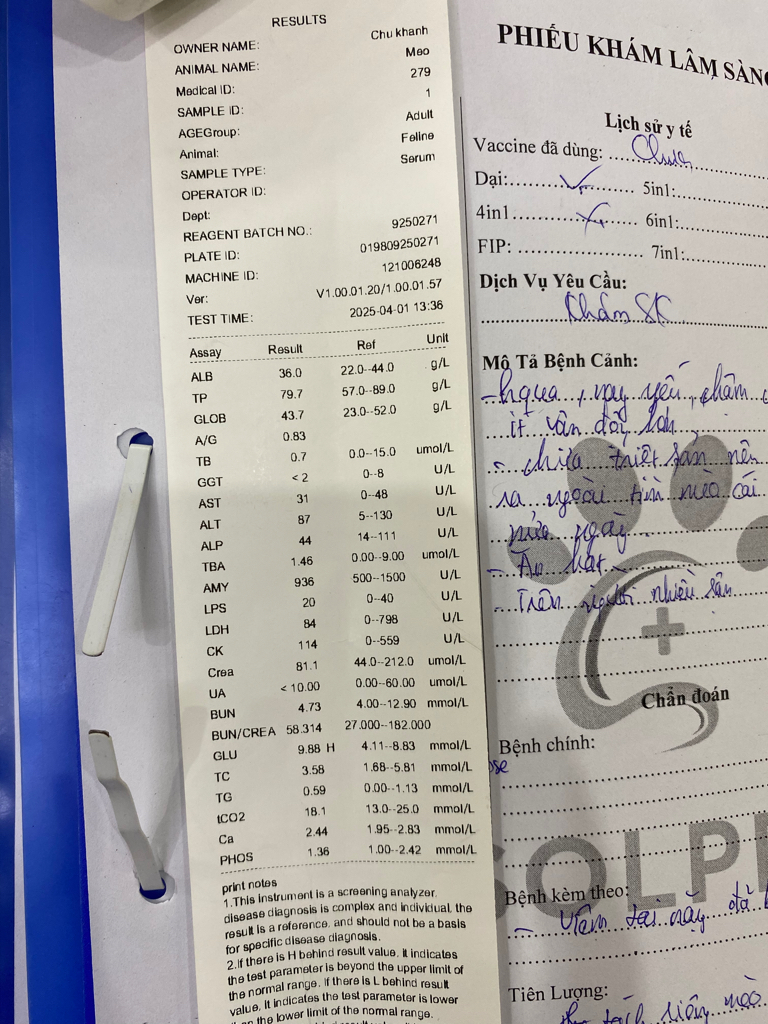 RESULTS
OWNER NAME: Chu khanh
ANIMAL NAME: Mao
Medical ID: 279
SAMPLE ID: 1
AGEGroup: Adult
Animal: Feline
SAMPLE TYPE: Serum
OPERATOR ID:
Dept:
REAGENT BATCH NO.: 9250271
PLATE ID: 019809250271
MACHINE ID: 121006248
Ver: V1.00.01.20/1.00.01.57
TEST TIME: 2025-04-01 13:36
Assay Result Ref Unit
ALB 36.0 22.0--44.0 g/L
TP 79.7 57.0--89.0 g/L
GLOB 43.7 23.0--52.0 g/L
A/G 0.83
TB 0.7 0.0--15.0 umol/L
GGT < 2 0--8 U/L
AST 31 0--48 U/L
ALT 87 5--130 U/L
ALP 44 14--111 U/L
TBA 1.46 0.00--9.00 umol/L
AMY 936 500--1500 U/L
LPS 20 0--40 U/L
LDH 84 0--798 U/L
CK 114 0--559 U/L
Crea 81.1 44.0--212.0 umol/L
UA < 10.00 0.00--60.00 umol/L
BUN 4.73 4.00--12.90 mmol/L
BUN/CREA 58.314 27.000--182.000
GLU 9.88 H 4.11--8.83 mmol/L
TC 3.58 1.68--5.81 mmol/L
TG 0.59 0.00--1.13 mmol/L
tCO2 18.1 13.0--25.0 mmol/L
Ca 2.44 1.95--2.83 mmol/L
PHOS 1.36 1.00--2.42 mmol/L
print notes
1.This instrument is a screening analyzer,
disease diagnosis is complex and individual, the
result is a reference, and should not be a basis
for specific disease diagnosis.
2.If there is H behind result value, it indicates
the test parameter is beyond the upper limit of
the normal range. If there is L behind result
value, it indicates the test parameter is lower
the lower limit of the normal range.
PHIẾU KHÁM LÂM SÀNG
Lịch sử y tế
Vaccine đã dùng: Chưa
Dại: 5in1:
4in1 6in1:
FIP: 7in1:
Dịch Vụ Yêu Cầu:
Khám SK
Mô Tả Bệnh Cảnh:
- hqua, nay yếu, chậm
ít vận động hơn
- chưa triệt sản nên
ra ngoài tìm mèo cái
nửa ngày
- Ăn hạt
- Trên người nhiều
Chẩn đoán
Bệnh chính:
Bệnh kèm theo:
- Viêm tai
Tiên Lượng: